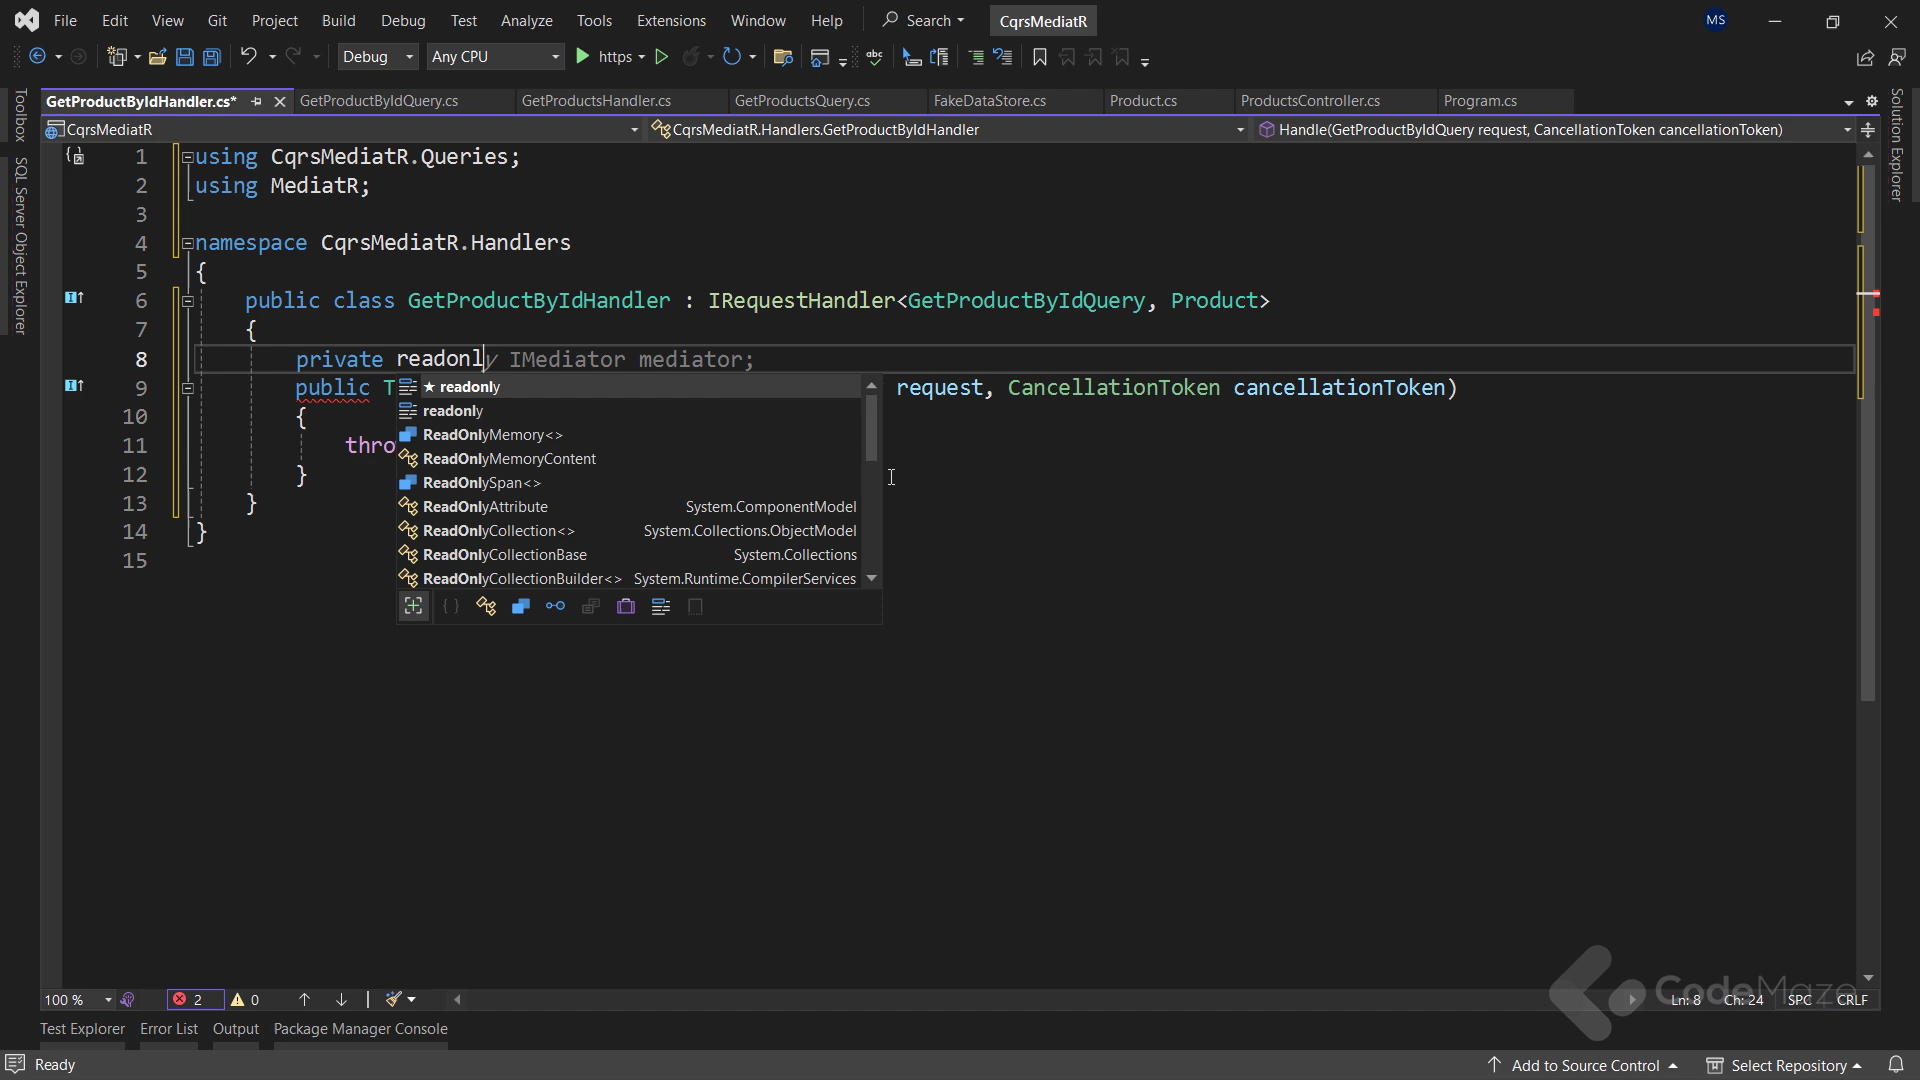 File Edit View Git Project Build Debug Test Analyze Tools Extensions Window Help Search CqrsMediatR MS
Debug Any CPU https abc
GetProductByIdHandler.cs* GetProductByIdQuery.cs GetProductsHandler.cs GetProductsQuery.cs FakeDataStore.cs Product.cs ProductsController.cs Program.cs
CqrsMediatR CqrsMediatR.Handlers.GetProductByIdHandler Handle(GetProductByIdQuery request, CancellationToken cancellationToken)
Toolbox
SQL Server Object Explorer
Solution Explorer
1 using CqrsMediatR.Queries;
2 using MediatR;
3
4 namespace CqrsMediatR.Handlers
5 {
6 public class GetProductByIdHandler : IRequestHandler<GetProductByIdQuery, Product>
7 {
8 private readonly IMediator mediator;
9 public T request, CancellationToken cancellationToken)
10 {
11 thro
12 }
13 }
14 }
15
★ readonly
readonly
ReadOnlyMemory<>
ReadOnlyMemoryContent
ReadOnlySpan<>
ReadOnlyAttribute System.ComponentModel
ReadOnlyCollection<> System.Collections.ObjectModel
ReadOnlyCollectionBase System.Collections
ReadOnlyCollectionBuilder<> System.Runtime.CompilerServices
CodeMaze
100 % 2 0 Ln: 8 Ch: 24 SPC CRLF
Test Explorer Error List Output Package Manager Console
Ready Add to Source Control Select Repository